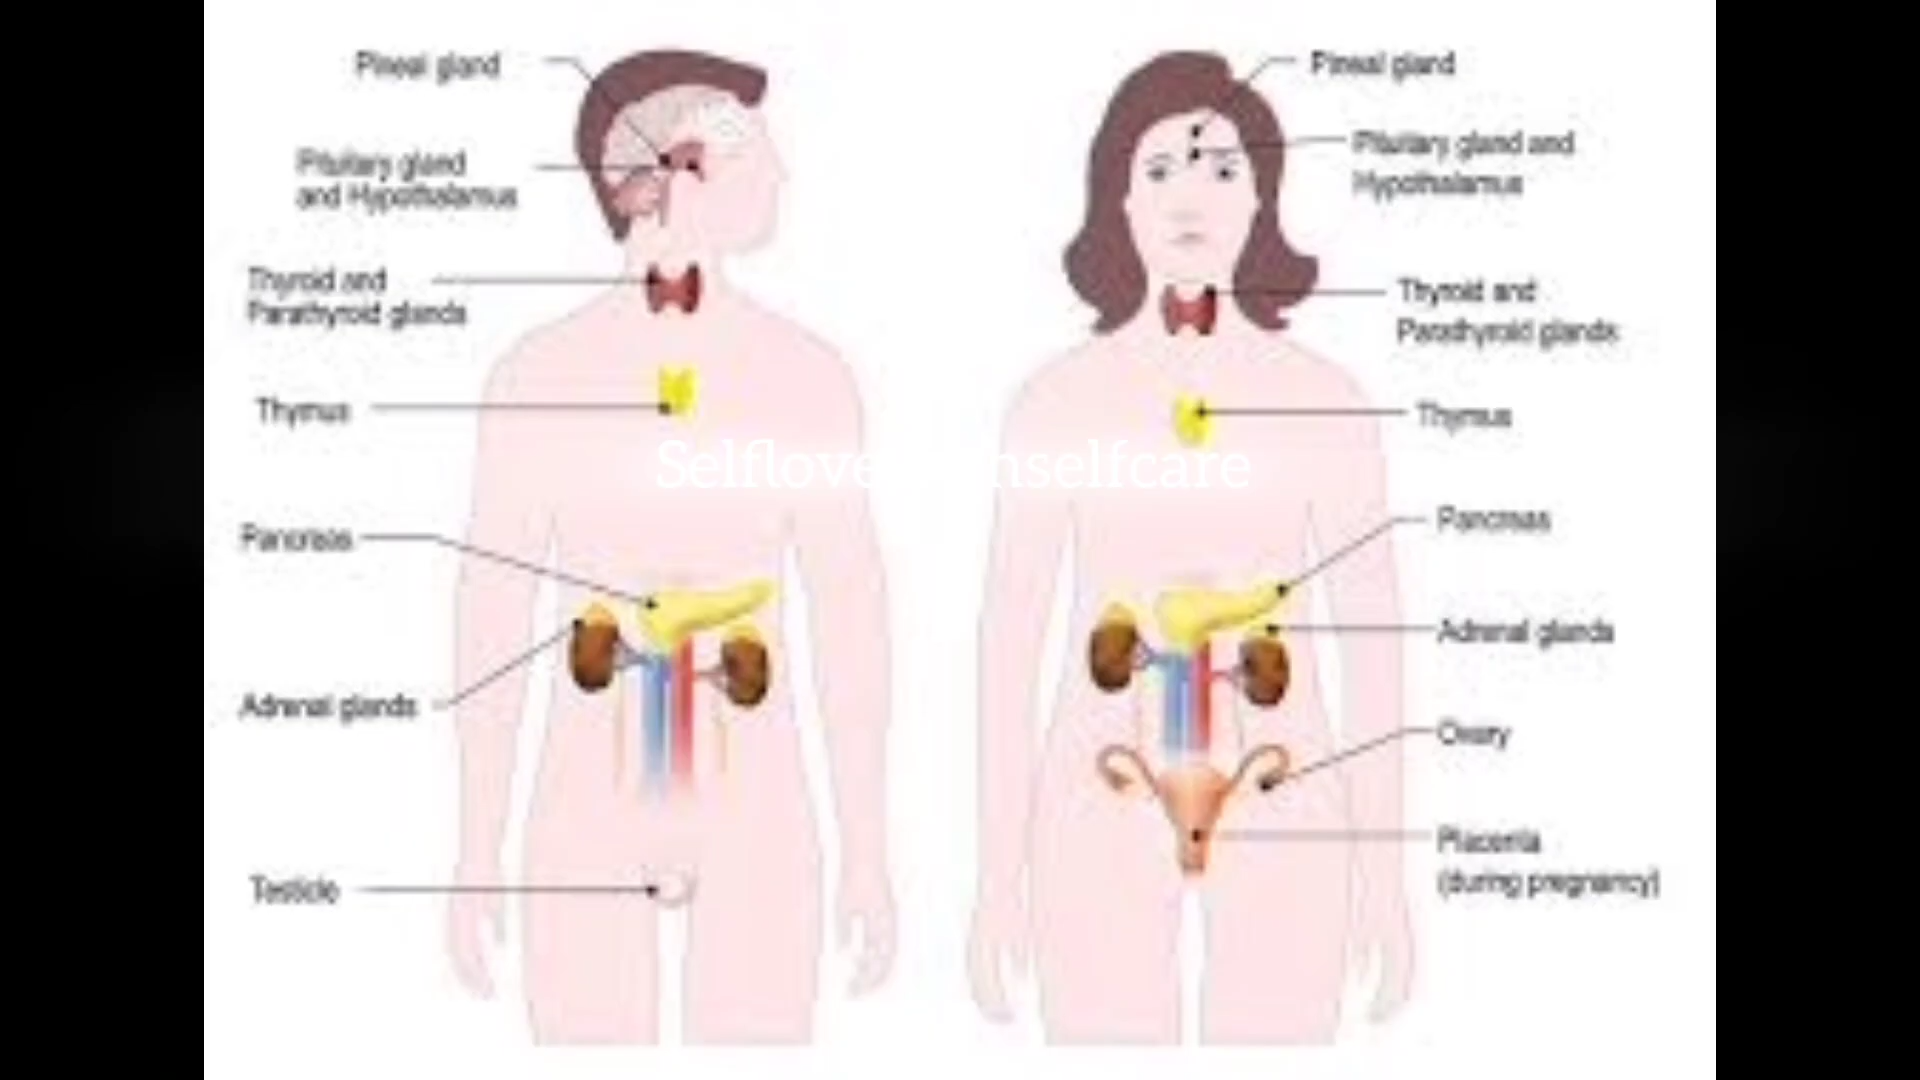 Pineal gland
Pituitary gland
and Hypothalamus
Thyroid and
Parathyroid glands
Thymus
Pancreas
Adrenal glands
Testicle
Pineal gland
Pituitary gland and
Hypothalamus
Thyroid and
Parathyroid glands
Thymus
Pancreas
Adrenal glands
Ovary
Placenta
(during pregnancy)